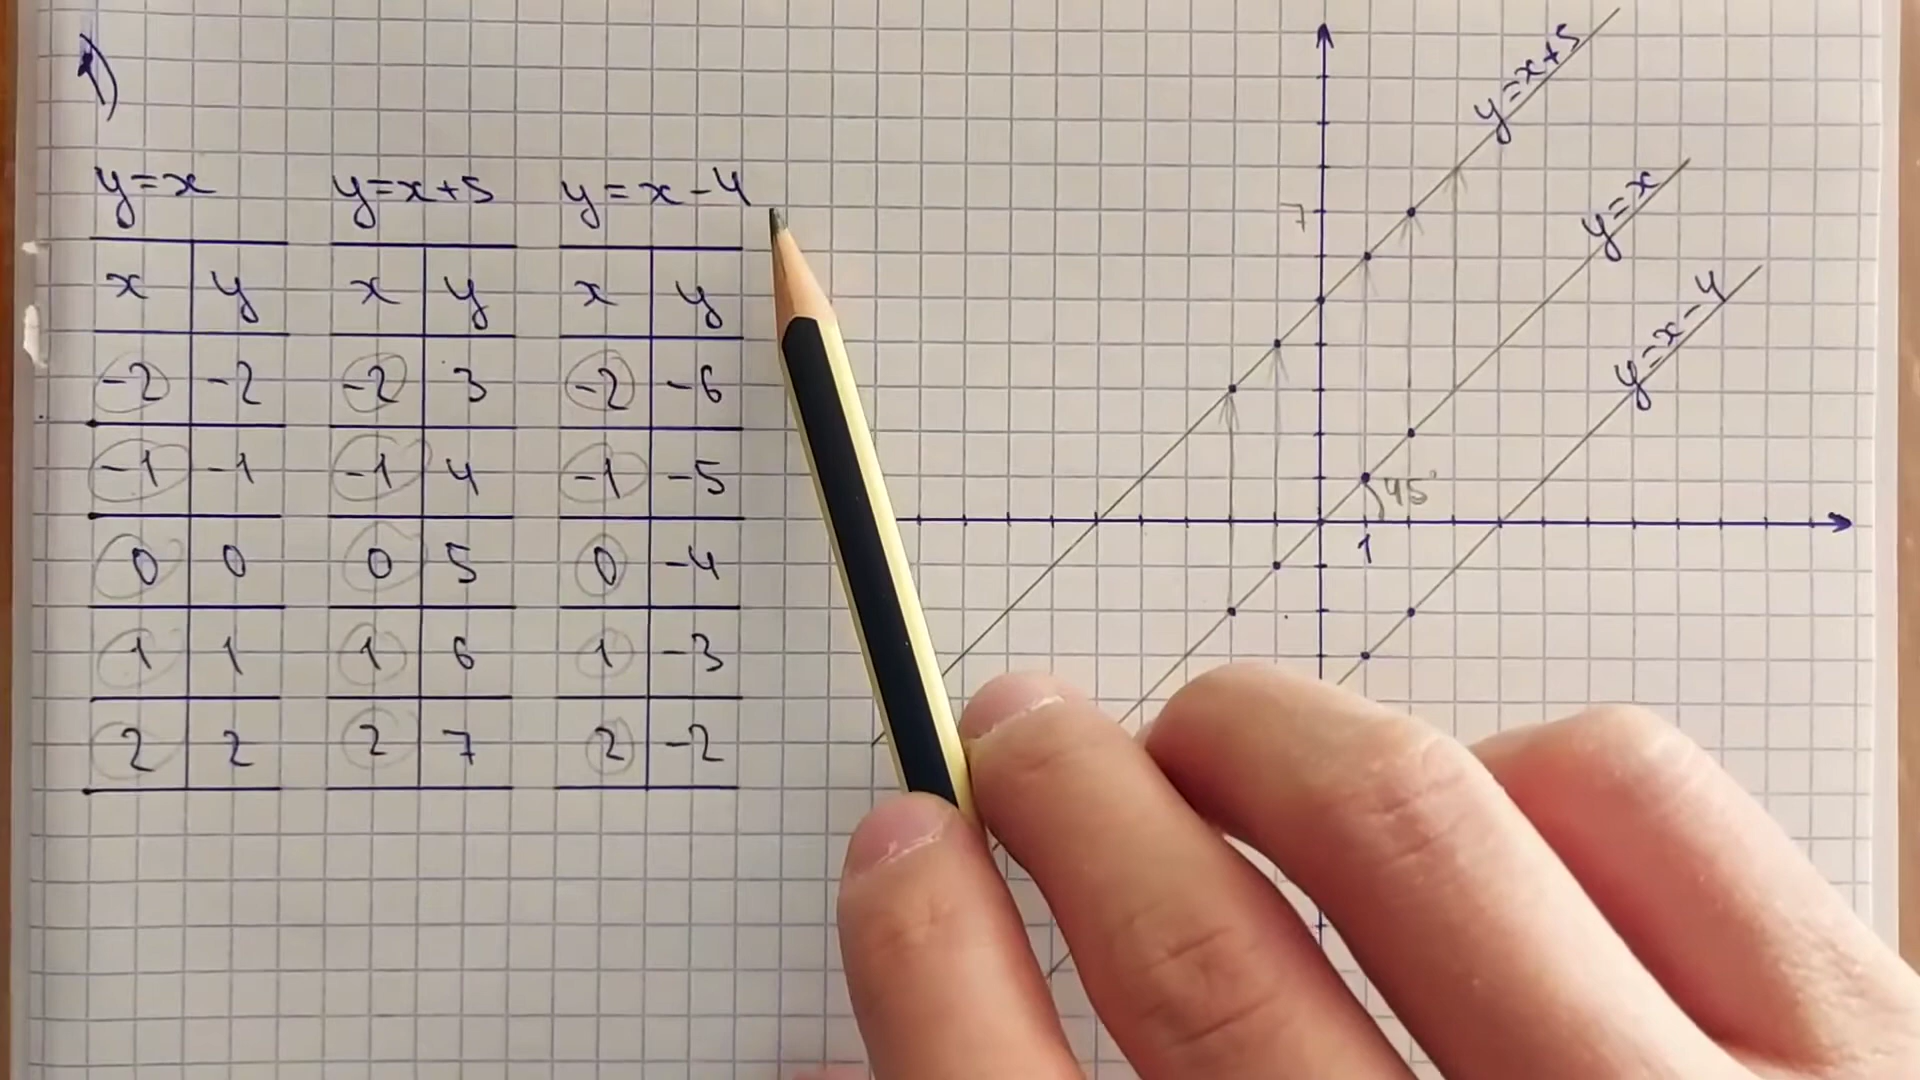 1)
y=x y=x+5 y=x-4
x y x y x y
-2 -2 -2 3 -2 -6
-1 -1 -1 4 -1 -5
0 0 0 5 0 -4
1 1 1 6 1 -3
2 2 2 7 2 -2
y=x+5
y=x
y=x-4
7
45°
1